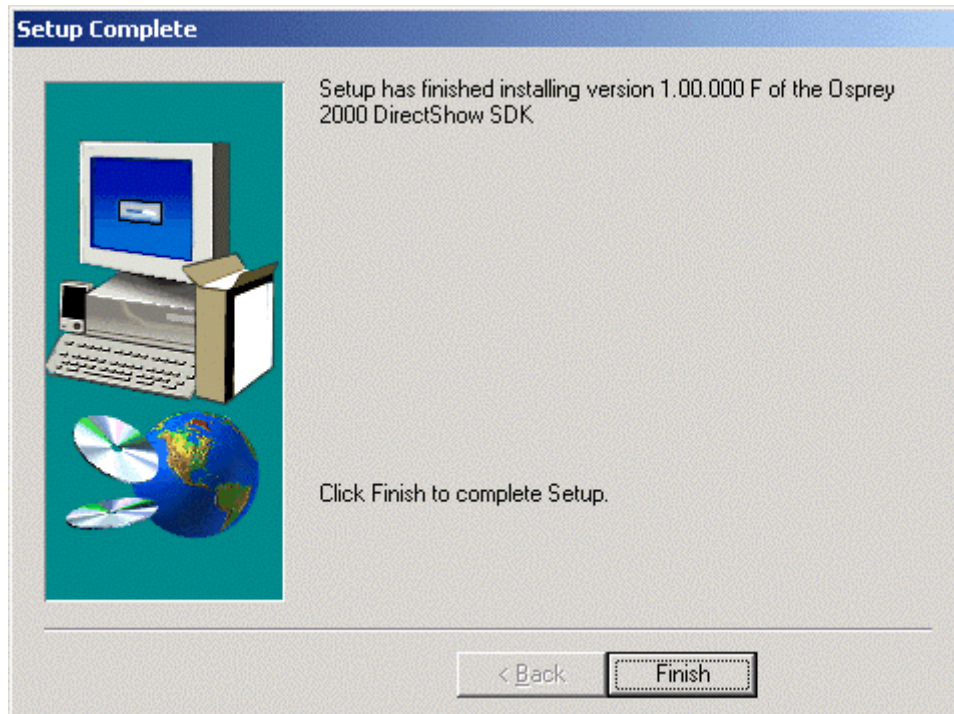 Setup Complete
Setup has finished installing version 1.00.000 F of the Osprey
2000 DirectShow SDK
Click Finish to complete Setup.
< Back
Finish